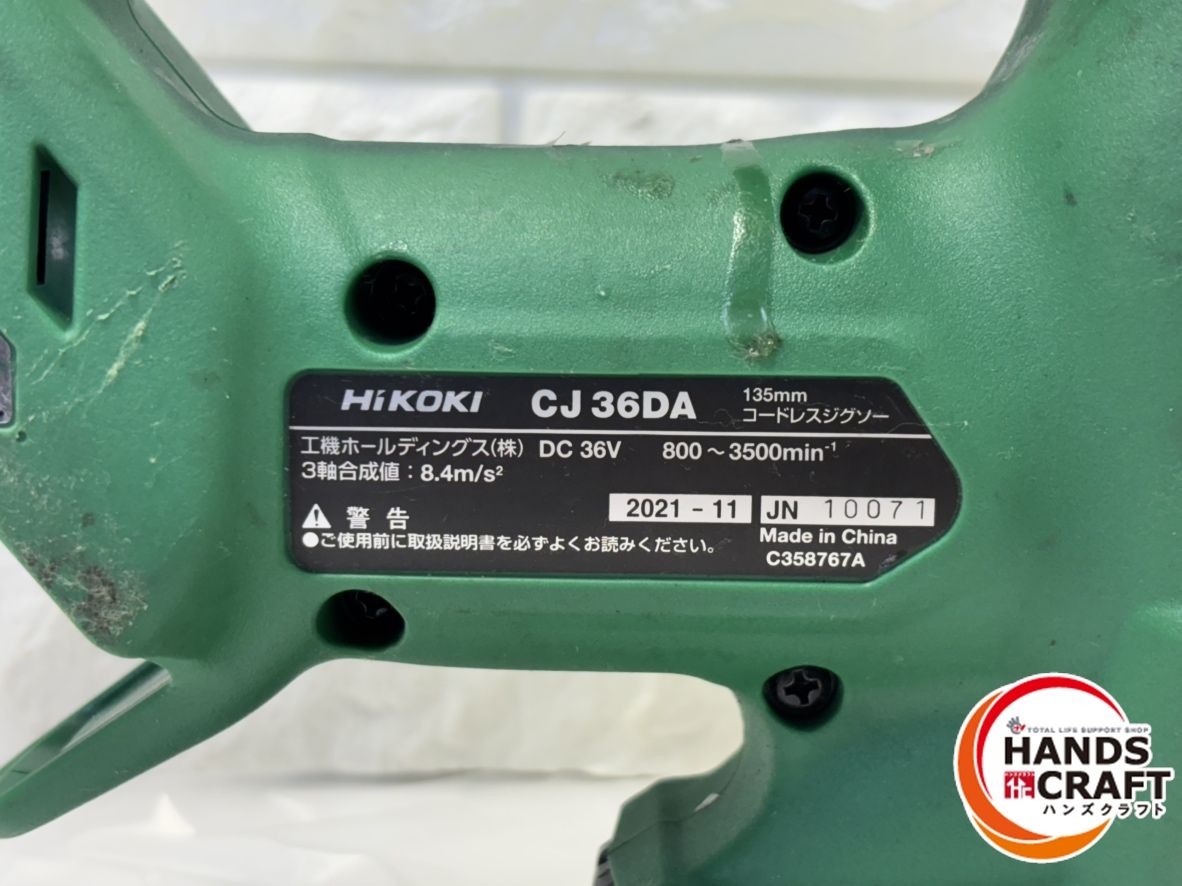 HiKOKI CJ 36DA 135mm
コードレスジグソー
工機ホールディングス(株) DC 36V 800～3500min⁻¹
3軸合成値：8.4m/s²
2021 - 11 JN 10071
警告
●ご使用前に取扱説明書を必ずよくお読みください。
Made in China
C358767A
TOTAL LIFE SUPPORT SHOP
HANDS
CRAFT
ハンズクラフト